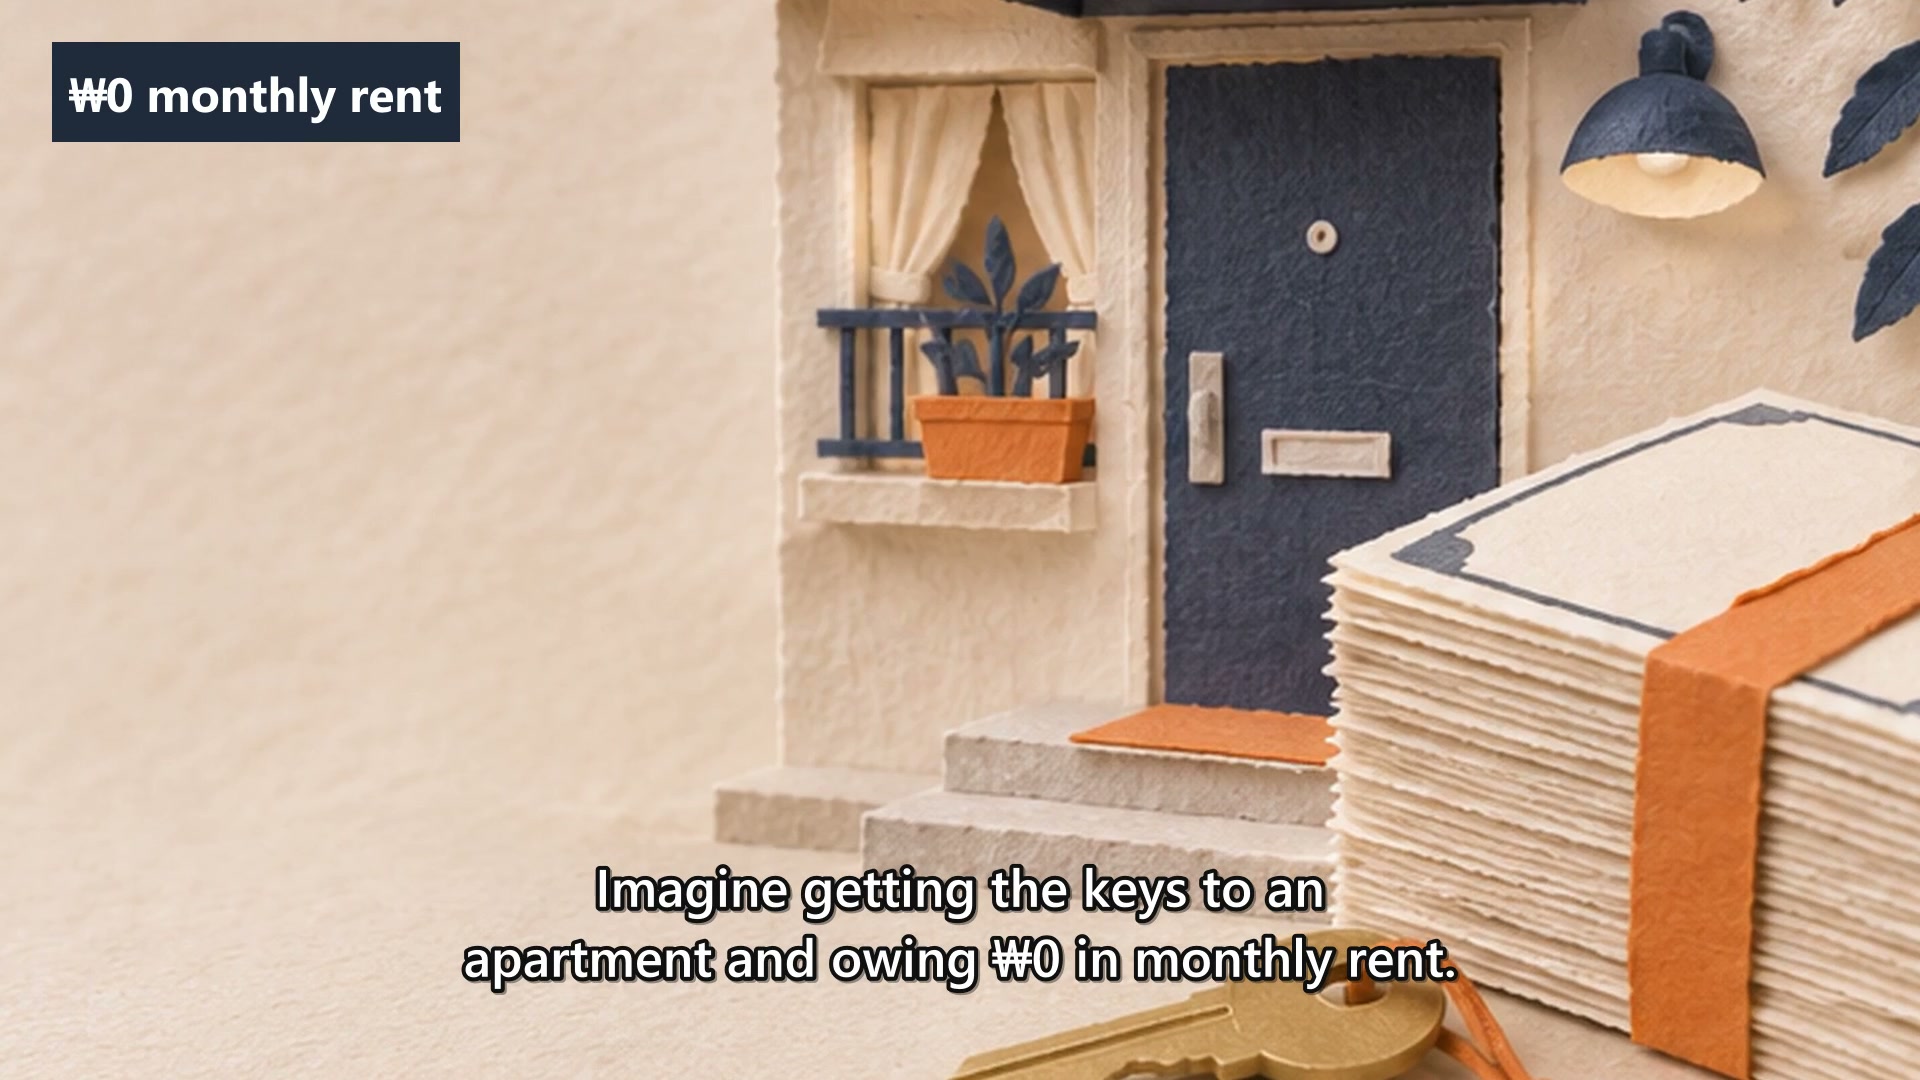 ₩0 monthly rent
Imagine getting the keys to an
apartment and owing ₩0 in monthly rent.